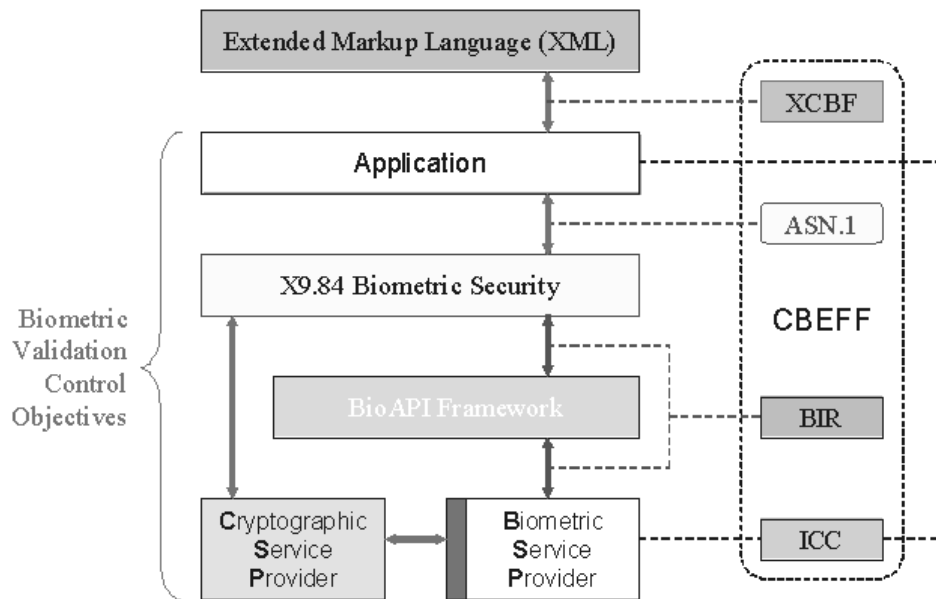 Extended Markup Language (XML)
XCBF
Application
ASN.1
X9.84 Biometric Security
CBEFF
Biometric
Validation
Control
Objectives
BioAPI Framework
BIR
Cryptographic
Service
Provider
Biometric
Service
Provider
ICC